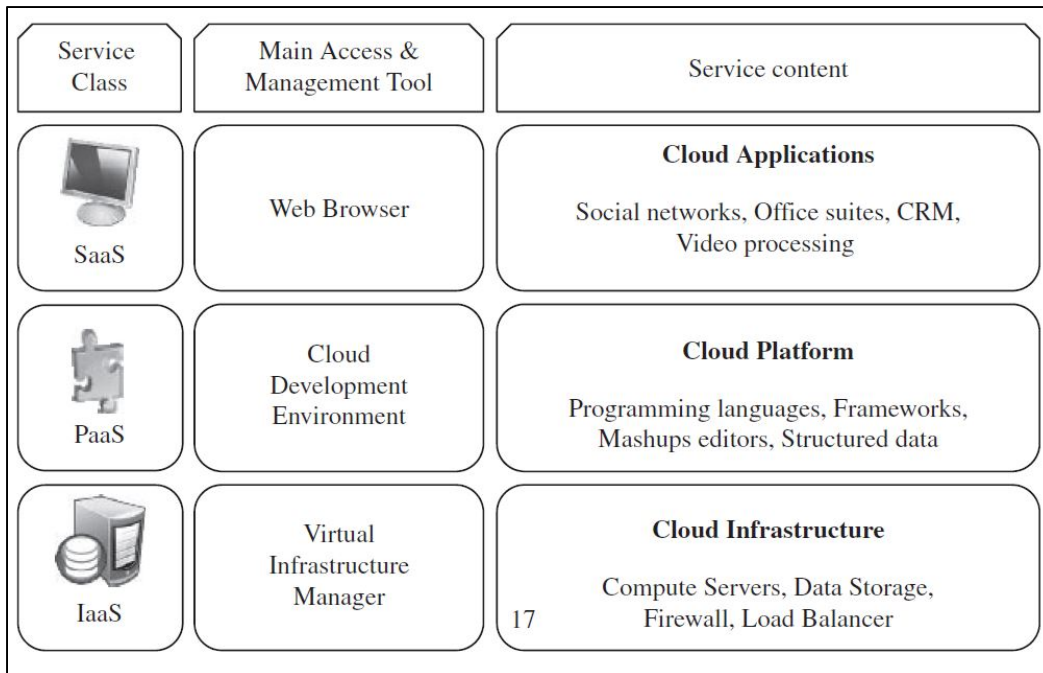 Service
Class
Main Access &
Management Tool
Service content
SaaS
Web Browser
Cloud Applications
Social networks, Office suites, CRM,
Video processing
PaaS
Cloud
Development
Environment
Cloud Platform
Programming languages, Frameworks,
Mashups editors, Structured data
IaaS
Virtual
Infrastructure
Manager
Cloud Infrastructure
Compute Servers, Data Storage,
17 Firewall, Load Balancer